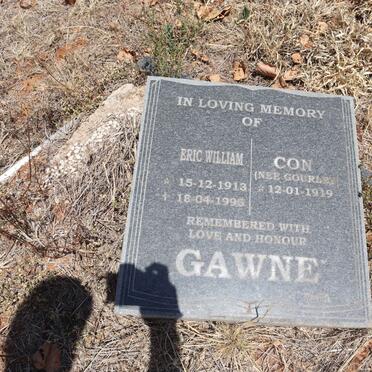 IN LOVING MEMORY
OF
ERIC WILLIAM
☆ 15-12-1913
✝ 18-04-1995
CON
(NEE GOURLEY)
☆ 12-01-1919
REMEMBERED WITH
LOVE AND HONOUR
GAWNE